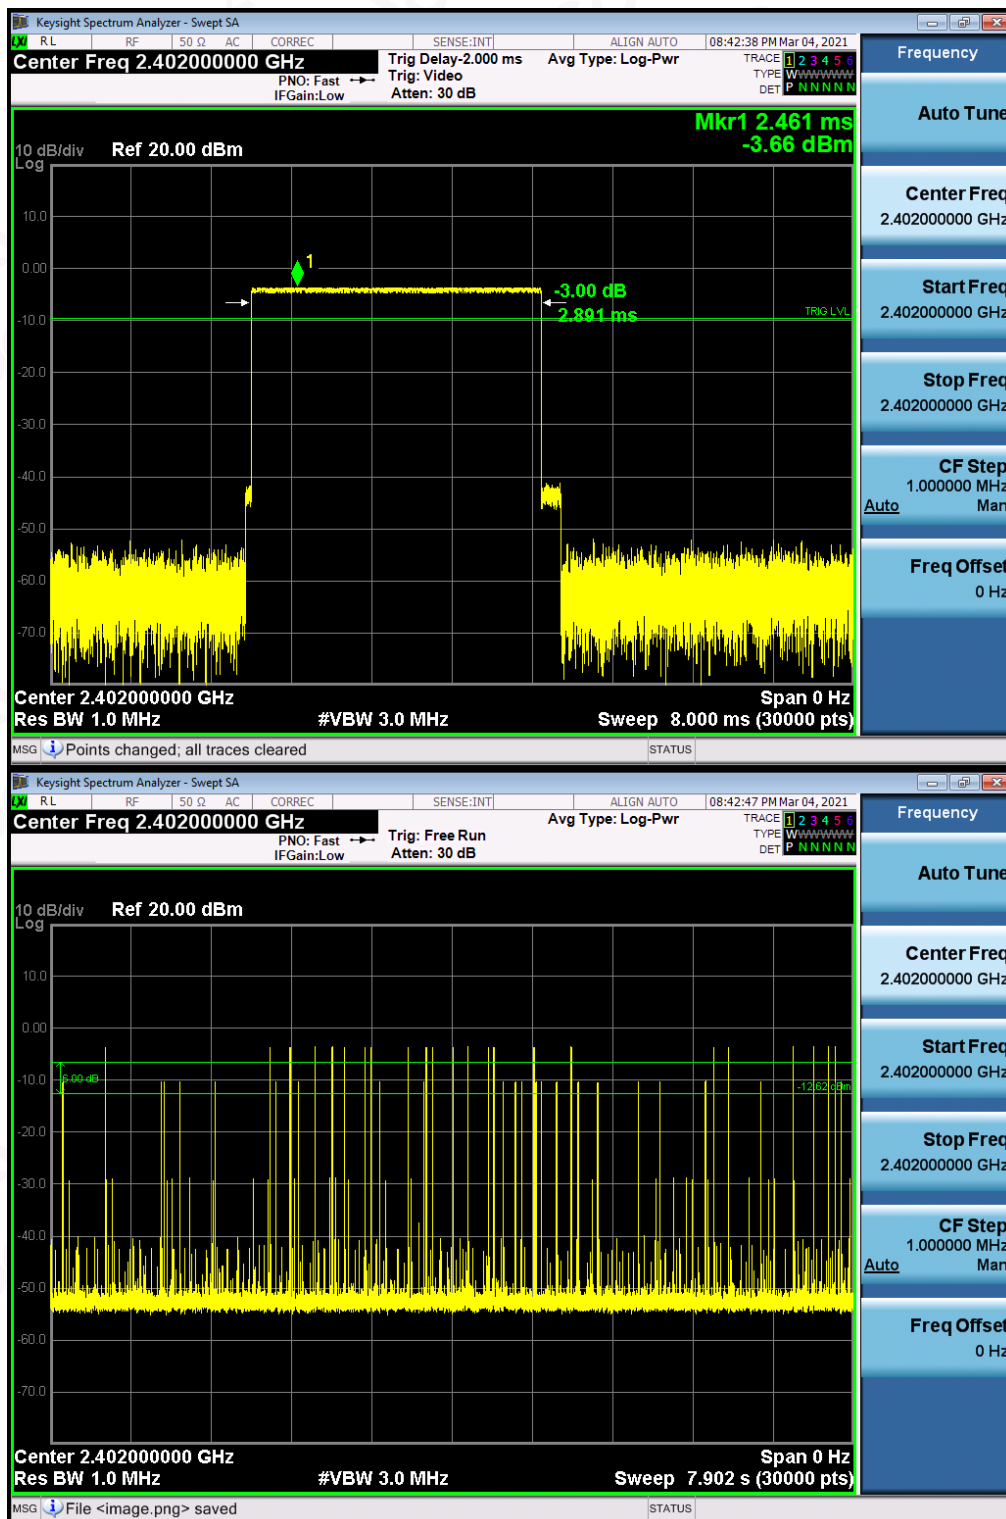 Keysight Spectrum Analyzer - Swept SA
LXI RL RF 50 Ω AC CORREC SENSE:INT ALIGN AUTO 08:42:38 PM Mar 04, 2021
Center Freq 2.402000000 GHz
PNO: Fast
IFGain:Low
Trig Delay-2.000 ms
Trig: Video
Atten: 30 dB
Avg Type: Log-Pwr
TRACE 1 2 3 4 5 6
TYPE WWWWWW
DET P N N N N N
Mkr1 2.461 ms
-3.66 dBm
10 dB/div Ref 20.00 dBm
Log
10.0
0.00
-10.0
-20.0
-30.0
-40.0
-50.0
-60.0
-70.0
1
-3.00 dB
2.891 ms
TRIG LVL
Center 2.402000000 GHz Span 0 Hz
Res BW 1.0 MHz #VBW 3.0 MHz Sweep 8.000 ms (30000 pts)
MSG Points changed; all traces cleared STATUS
Frequency
Auto Tune
Center Freq
2.402000000 GHz
Start Freq
2.402000000 GHz
Stop Freq
2.402000000 GHz
CF Step
1.000000 MHz
Auto Man
Freq Offset
0 Hz
Keysight Spectrum Analyzer - Swept SA
LXI RL RF 50 Ω AC CORREC SENSE:INT ALIGN AUTO 08:42:47 PM Mar 04, 2021
Center Freq 2.402000000 GHz
PNO: Fast
IFGain:Low
Trig: Free Run
Atten: 30 dB
Avg Type: Log-Pwr
TRACE 1 2 3 4 5 6
TYPE WWWWWW
DET P N N N N N
10 dB/div Ref 20.00 dBm
Log
10.0
0.00
-10.0
-20.0
-30.0
-40.0
-50.0
-60.0
-70.0
6.00 dB
-12.62 dBm
Center 2.402000000 GHz Span 0 Hz
Res BW 1.0 MHz #VBW 3.0 MHz Sweep 7.902 s (30000 pts)
MSG File <image.png> saved STATUS
Frequency
Auto Tune
Center Freq
2.402000000 GHz
Start Freq
2.402000000 GHz
Stop Freq
2.402000000 GHz
CF Step
1.000000 MHz
Auto Man
Freq Offset
0 Hz